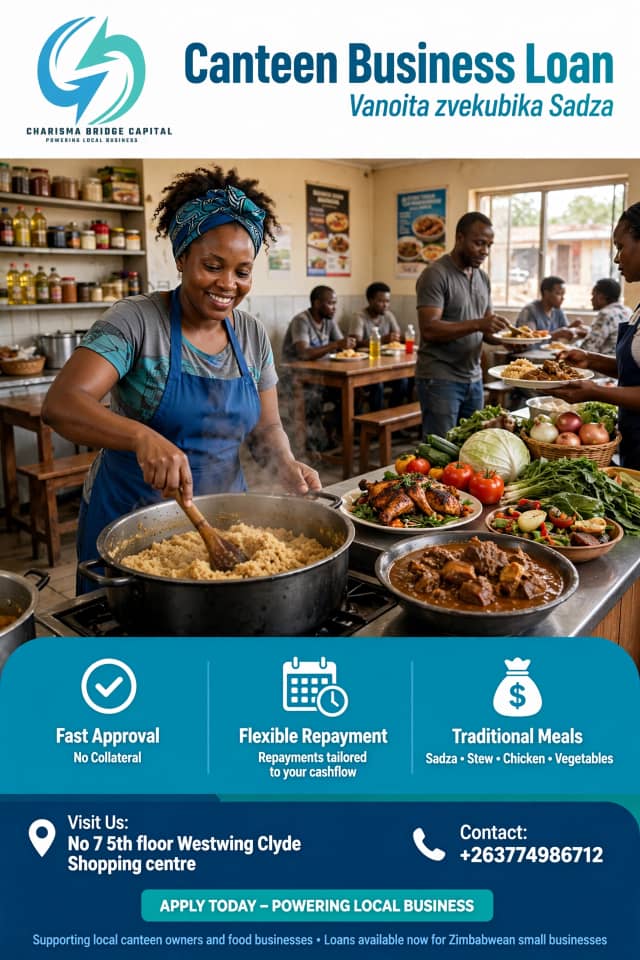 CHARISMA BRIDGE CAPITAL
POWERING LOCAL BUSINESS
Canteen Business Loan
Vanoita zvekubika Sadza
Fast Approval
No Collateral
Flexible Repayment
Repayments tailored
to your cashflow
$
Traditional Meals
Sadza • Stew • Chicken • Vegetables
Visit Us:
No 7 5th floor Westwing Clyde
Shopping centre
Contact:
+263774986712
APPLY TODAY – POWERING LOCAL BUSINESS
Supporting local canteen owners and food businesses • Loans available now for Zimbabwean small businesses